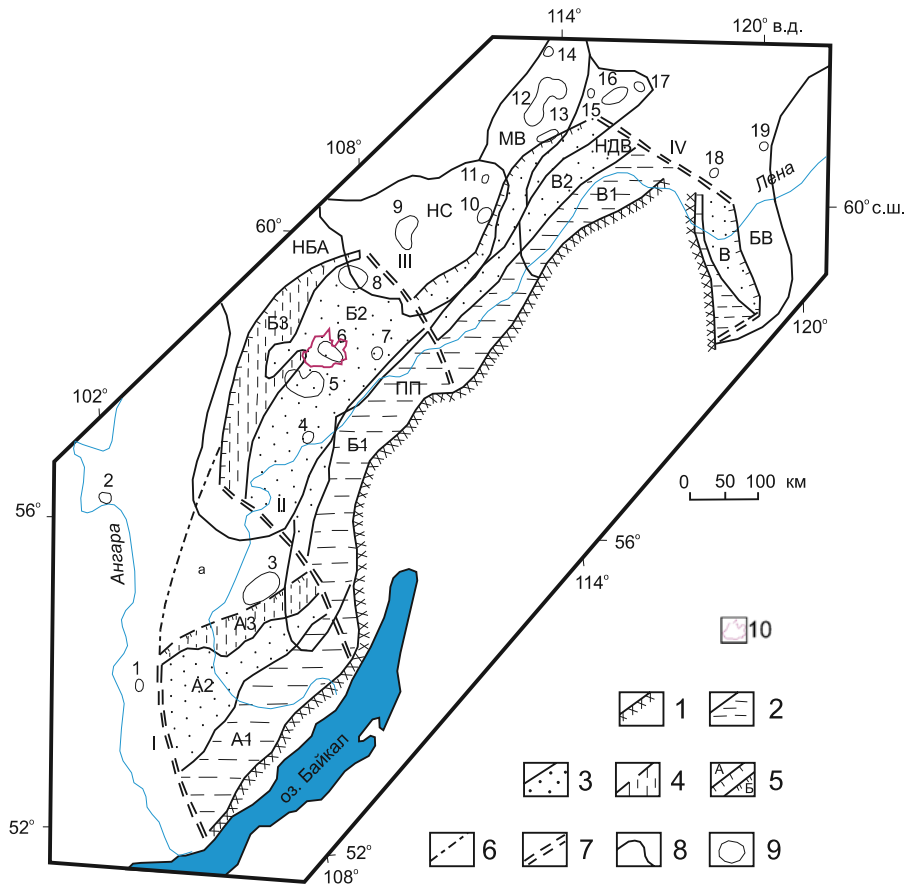 114° 120° в.д.
14
16 17
12
15
13
МВ
108°
НДВ IV
19
18
Лена
11
В2
60°
9 НС 10
В1
60° с.ш.
НБА
III
В БВ
8
Б2
Б3
6 7
120°
5
ПП
102°
4
Б1
0 50 100 км
2
II
56°
56°
Ангара
3
а
114°
А3
10
1
А2
1 2
I
А1
А
Б
3 4 5
оз. Байкал
52°
6 7 8 9
52°
108°